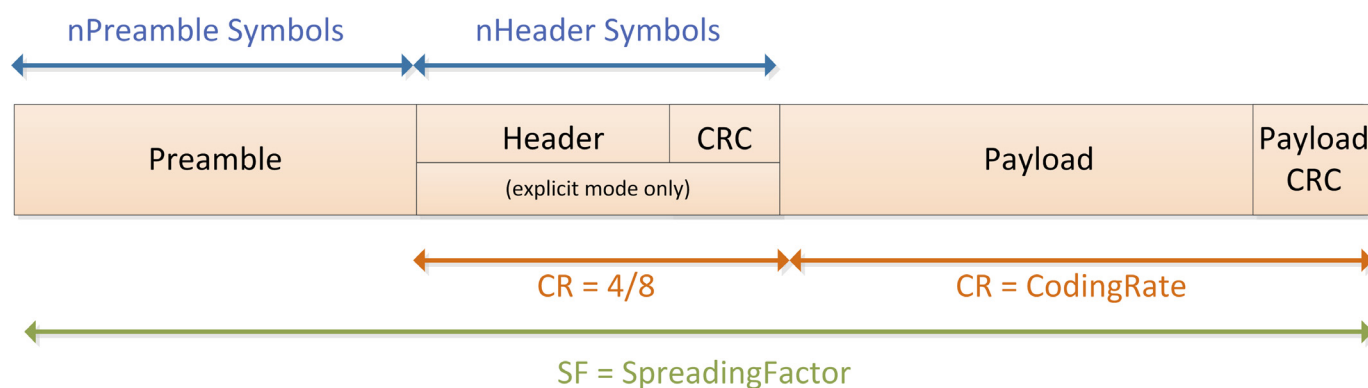 nPreamble Symbols
nHeader Symbols
Preamble
Header
CRC
(explicit mode only)
Payload
Payload
CRC
CR = 4/8
CR = CodingRate
SF = SpreadingFactor